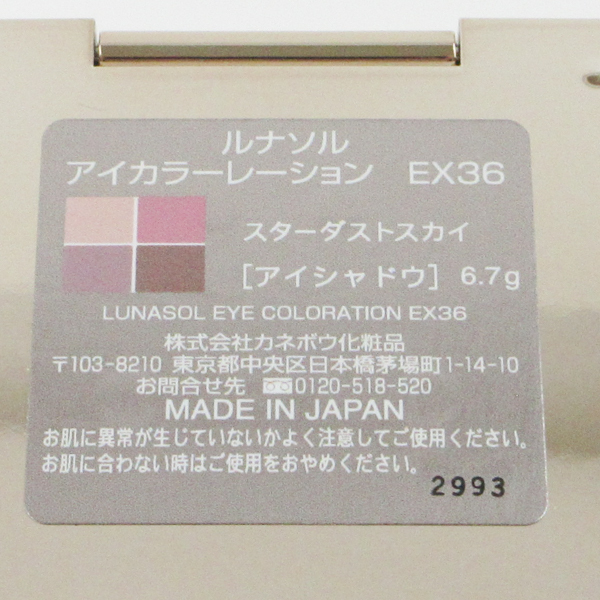 ルナソル
アイカラーレーション EX36
スターダストスカイ
［アイシャドウ］ 6.7g
LUNASOL EYE COLORATION EX36
株式会社カネボウ化粧品
〒103-8210 東京都中央区日本橋茅場町1-14-10
お問合せ先 0120-518-520
MADE IN JAPAN
お肌に異常が生じていないかよく注意してご使用ください。
お肌に合わない時はご使用をおやめください。
2993